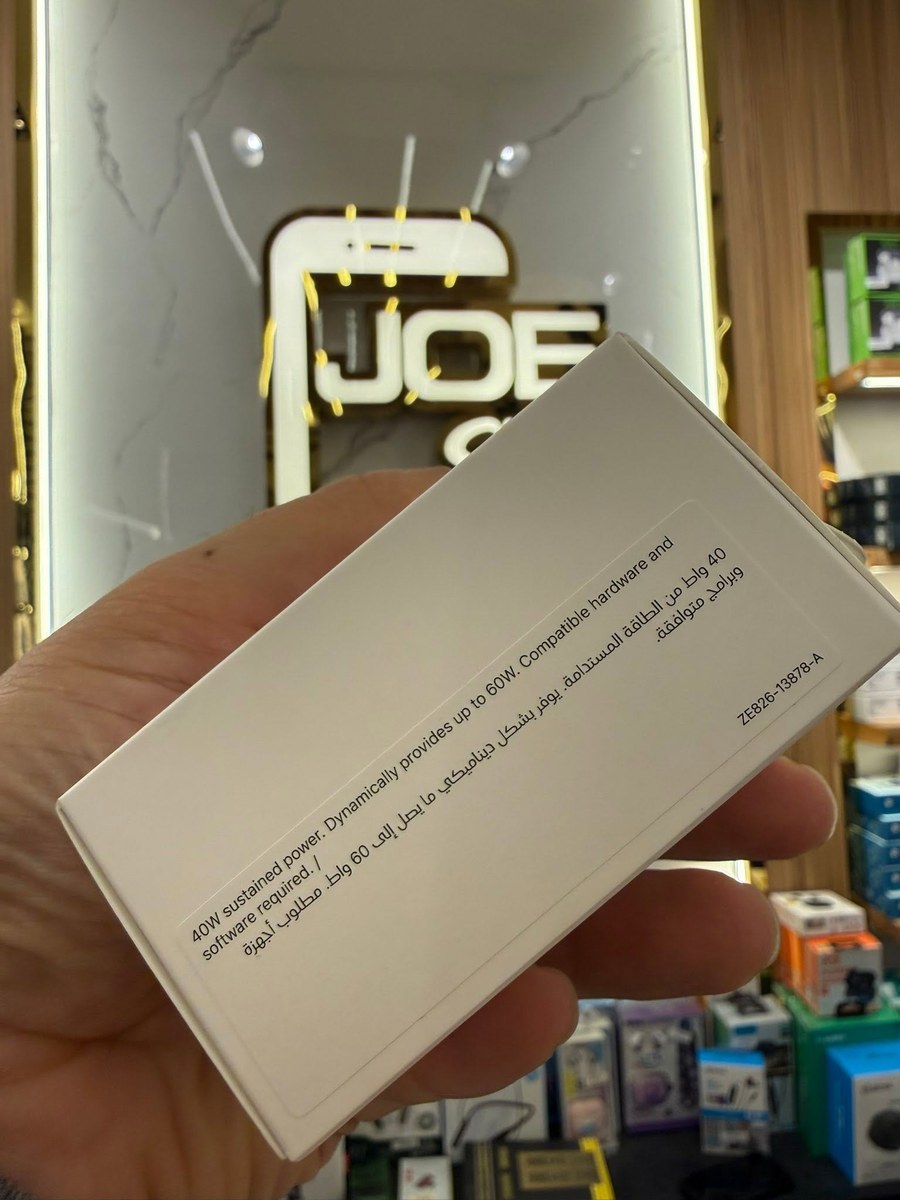 JOE
40W sustained power. Dynamically provides up to 60W. Compatible hardware and
software required. /
40 واط من الطاقة المستدامة. يوفر بشكل ديناميكي ما يصل إلى 60 واط. مطلوب أجهزة
وبرامج متوافقة.
ZE826-13878-A